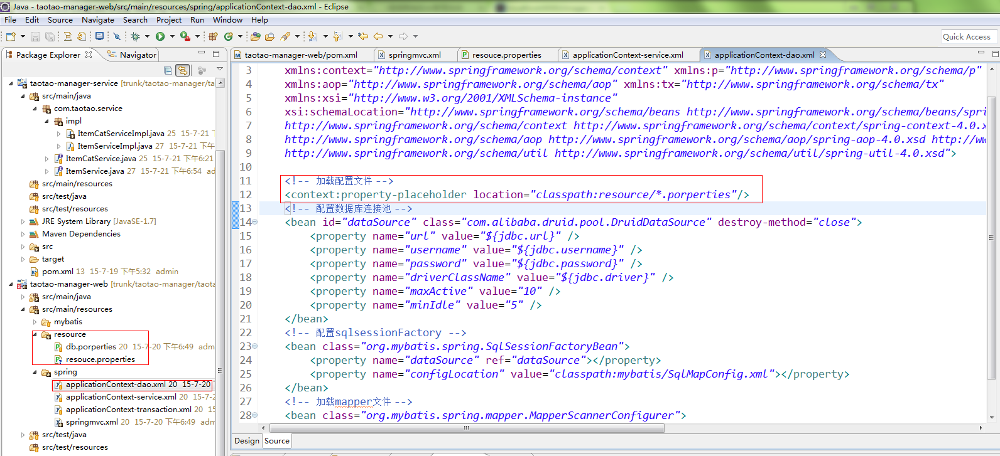 Java - taotao-manager-web/src/main/resources/spring/applicationContext-dao.xml - Eclipse
File Edit Source Navigate Search Project Run Window Help
Quick Access
Package Explorer Navigator
taotao-manager-service [trunk/taotao-manager/ta
src/main/java
com.taotao.service
impl
ItemCatServiceImpl.java 25 15-7-21 下
ItemServiceImpl.java 27 15-7-21 下午
ItemCatService.java 25 15-7-21 下午6:21
ItemService.java 27 15-7-21 下午6:54 ad
src/main/resources
src/test/java
src/test/resources
JRE System Library [JavaSE-1.7]
Maven Dependencies
src
target
pom.xml 13 15-7-19 下午5:32 admin
taotao-manager-web [trunk/taotao-manager/taota
src/main/java
src/main/resources
mybatis
resource
db.porperties 20 15-7-20 下午6:49 adm
resouce.properties
spring
applicationContext-dao.xml 20 15-7-20
applicationContext-service.xml 20 15-7-2
applicationContext-transaction.xml 20 15-
springmvc.xml 20 15-7-20 下午6:49 adm
src/test/java
src/test/resources
taotao-manager-web/pom.xml springmvc.xml resouce.properties applicationContext-service.xml applicationContext-dao.xml
3 xmlns:context="http://www.springframework.org/schema/context" xmlns:p="http://www.springframework.org/schema/p"
4 xmlns:aop="http://www.springframework.org/schema/aop" xmlns:tx="http://www.springframework.org/schema/tx"
5 xmlns:xsi="http://www.w3.org/2001/XMLSchema-instance"
6 xsi:schemaLocation="http://www.springframework.org/schema/beans http://www.springframework.org/schema/beans/spri
7 http://www.springframework.org/schema/context http://www.springframework.org/schema/context/spring-context-4.0.x
8 http://www.springframework.org/schema/aop http://www.springframework.org/schema/aop/spring-aop-4.0.xsd http://ww
9 http://www.springframework.org/schema/util http://www.springframework.org/schema/util/spring-util-4.0.xsd">
10
11 <!-- 加载配置文件 -->
12 <context:property-placeholder location="classpath:resource/*.porperties"/>
13 <!-- 配置数据库连接池 -->
14 <bean id="dataSource" class="com.alibaba.druid.pool.DruidDataSource" destroy-method="close">
15 <property name="url" value="${jdbc.url}" />
16 <property name="username" value="${jdbc.username}" />
17 <property name="password" value="${jdbc.password}" />
18 <property name="driverClassName" value="${jdbc.driver}" />
19 <property name="maxActive" value="10" />
20 <property name="minIdle" value="5" />
21 </bean>
22 <!-- 配置sqlsessionFactory -->
23 <bean class="org.mybatis.spring.SqlSessionFactoryBean">
24 <property name="dataSource" ref="dataSource"></property>
25 <property name="configLocation" value="classpath:mybatis/SqlMapConfig.xml"></property>
26 </bean>
27 <!-- 加载mapper文件 -->
28 <bean class="org.mybatis.spring.mapper.MapperScannerConfigurer">
Design Source